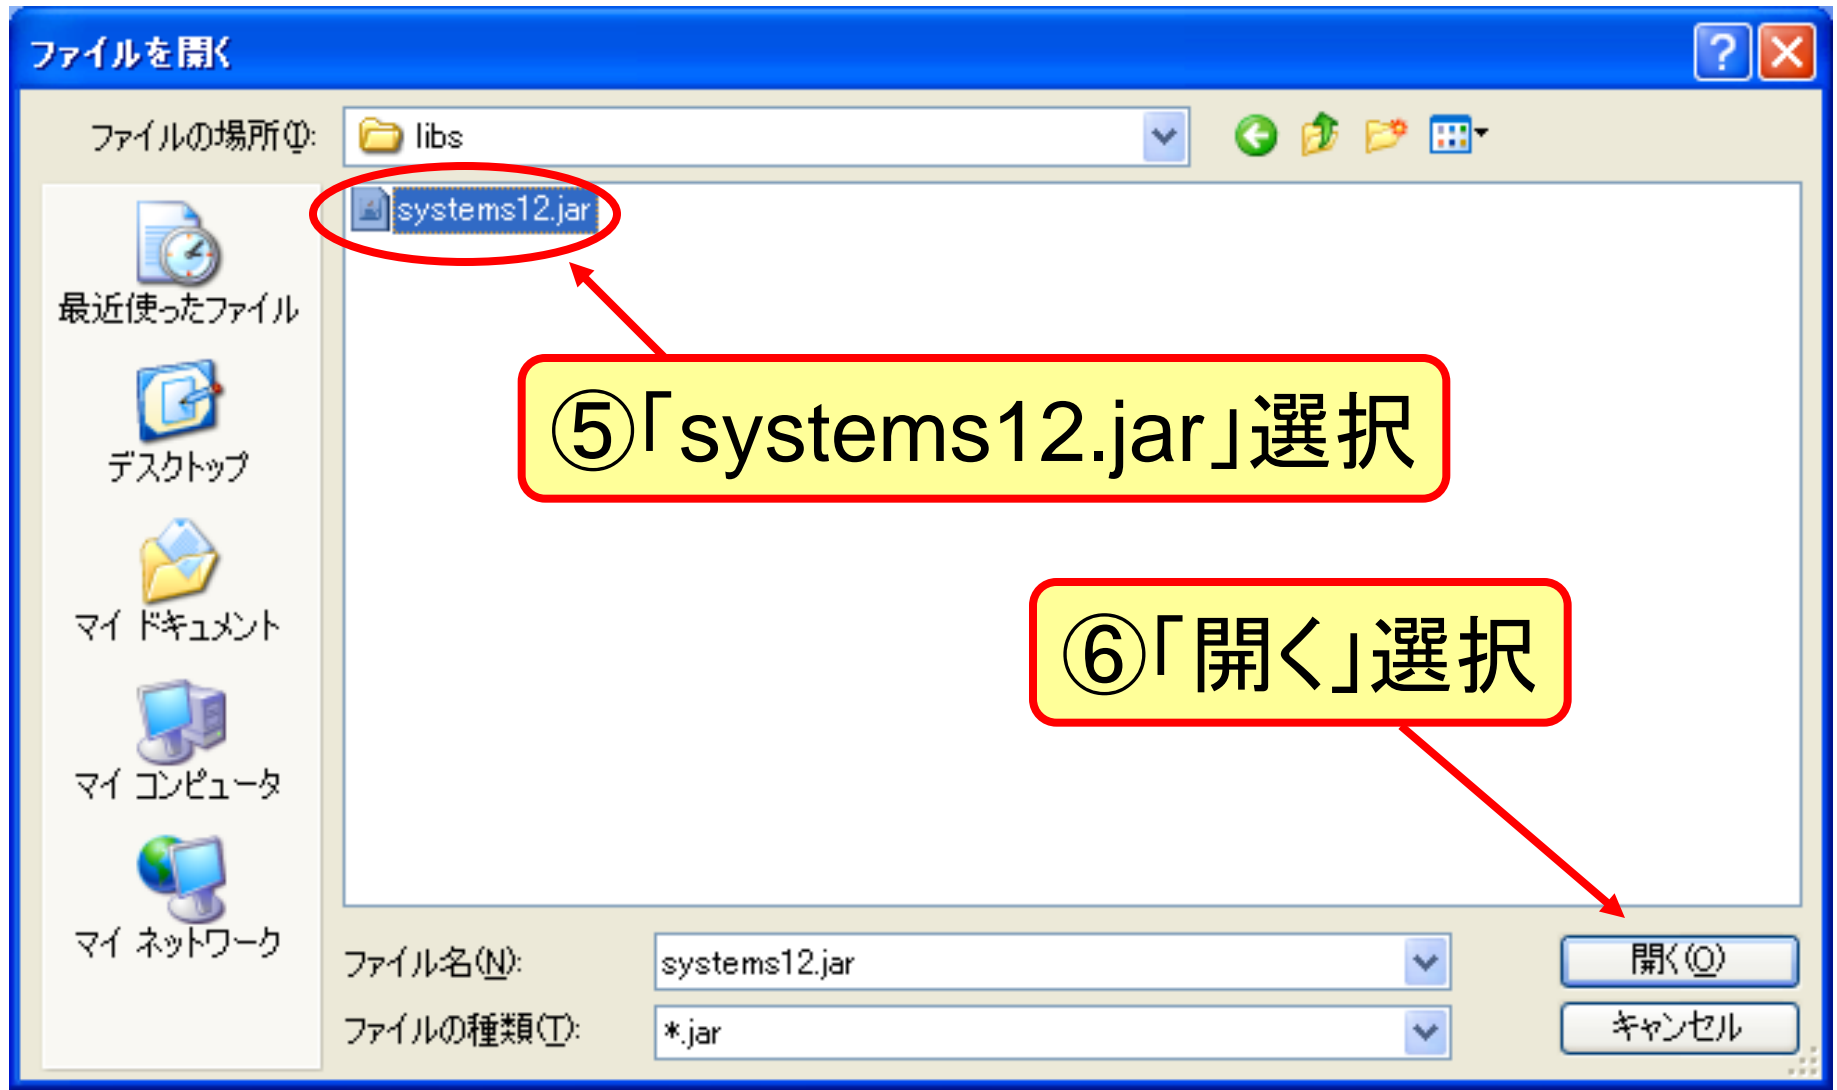 ファイルを開く
ファイルの場所(I):
libs
systems12.jar
最近使ったファイル
デスクトップ
マイ ドキュメント
マイ コンピュータ
マイ ネットワーク
⑤「systems12.jar」選択
⑥「開く」選択
ファイル名(N):
systems12.jar
開く(O)
ファイルの種類(T):
*.jar
キャンセル